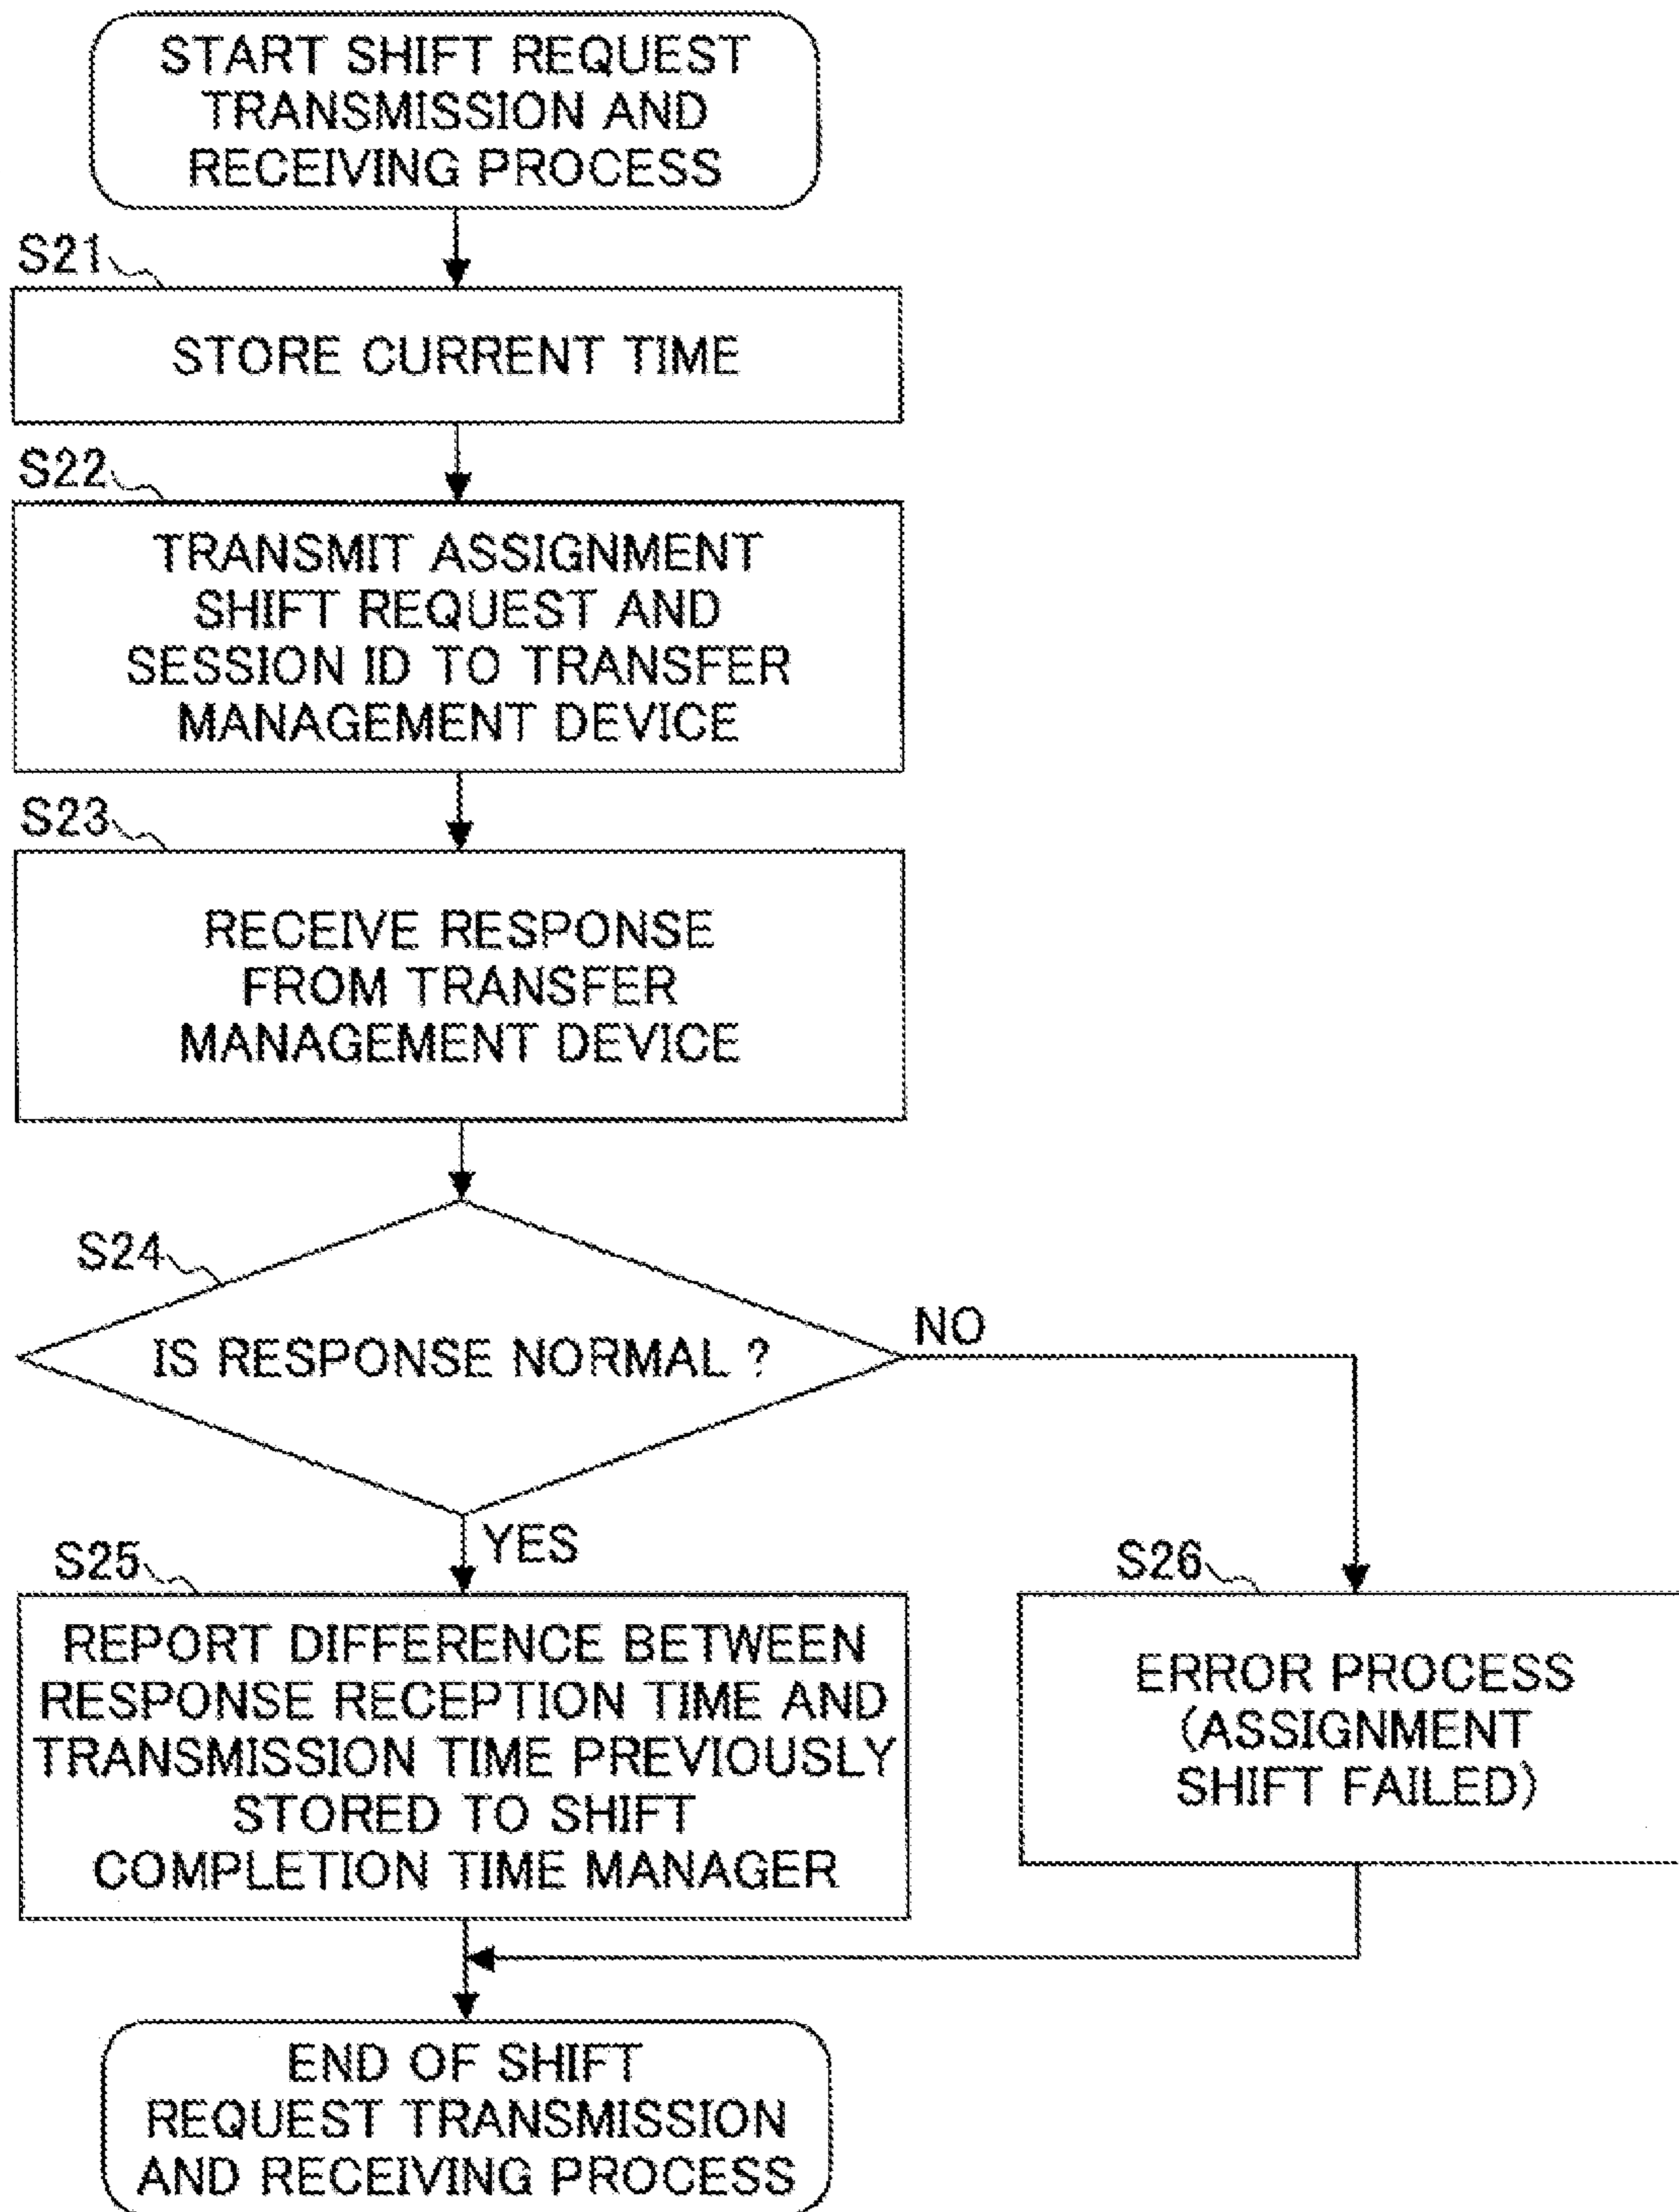 START SHIFT REQUEST
TRANSMISSION AND
RECEIVING PROCESS
S21
STORE CURRENT TIME
S22
TRANSMIT ASSIGNMENT
SHIFT REQUEST AND
SESSION ID TO TRANSFER
MANAGEMENT DEVICE
S23
RECEIVE RESPONSE
FROM TRANSFER
MANAGEMENT DEVICE
S24
IS RESPONSE NORMAL ?
NO
YES
S25
REPORT DIFFERENCE BETWEEN
RESPONSE RECEPTION TIME AND
TRANSMISSION TIME PREVIOUSLY
STORED TO SHIFT
COMPLETION TIME MANAGER
S26
ERROR PROCESS
(ASSIGNMENT
SHIFT FAILED)
END OF SHIFT
REQUEST TRANSMISSION
AND RECEIVING PROCESS